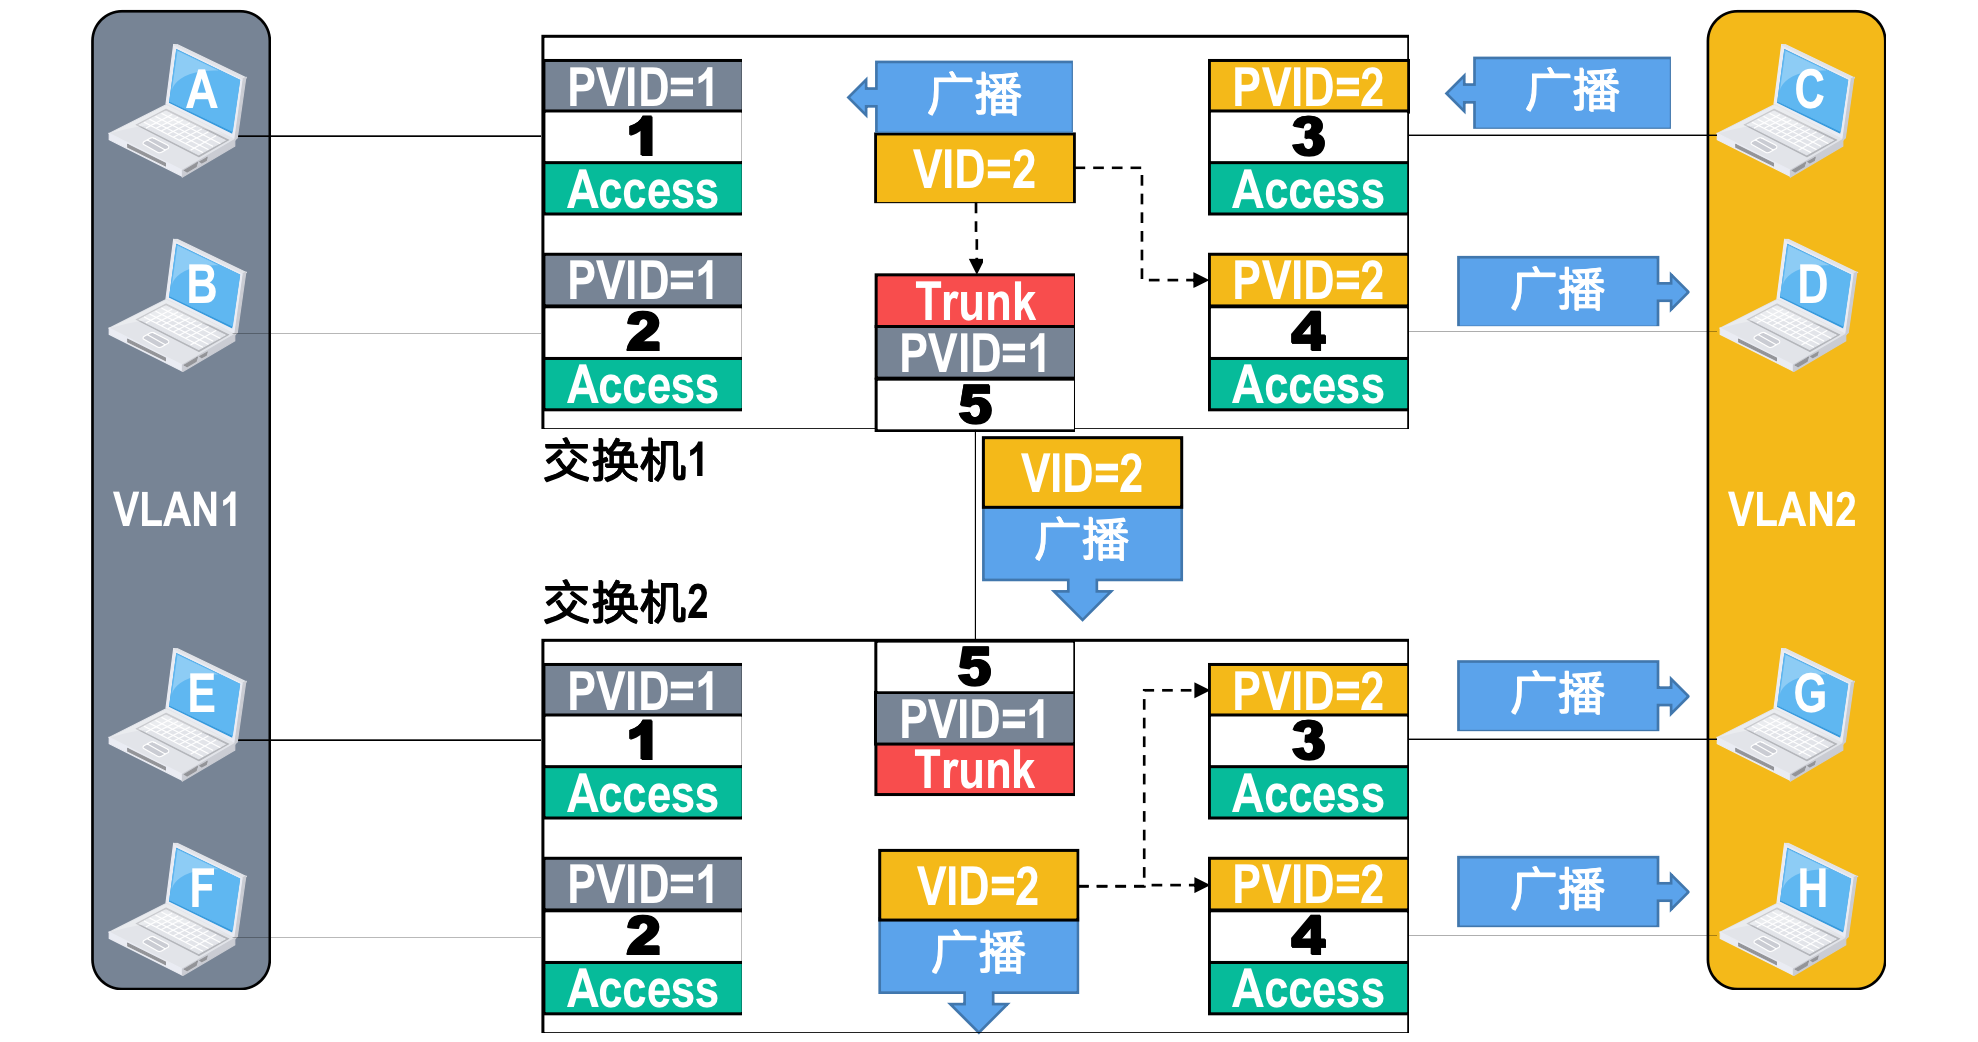 A
B
VLAN1
E
F
PVID=1
1
Access
PVID=1
2
Access
广播
VID=2
Trunk
PVID=1
5
PVID=2
3
Access
PVID=2
4
Access
广播
广播
C
D
交换机1
VID=2
广播
交换机2
PVID=1
1
Access
PVID=1
2
Access
5
PVID=1
Trunk
VID=2
广播
PVID=2
3
Access
PVID=2
4
Access
广播
广播
VLAN2
G
H